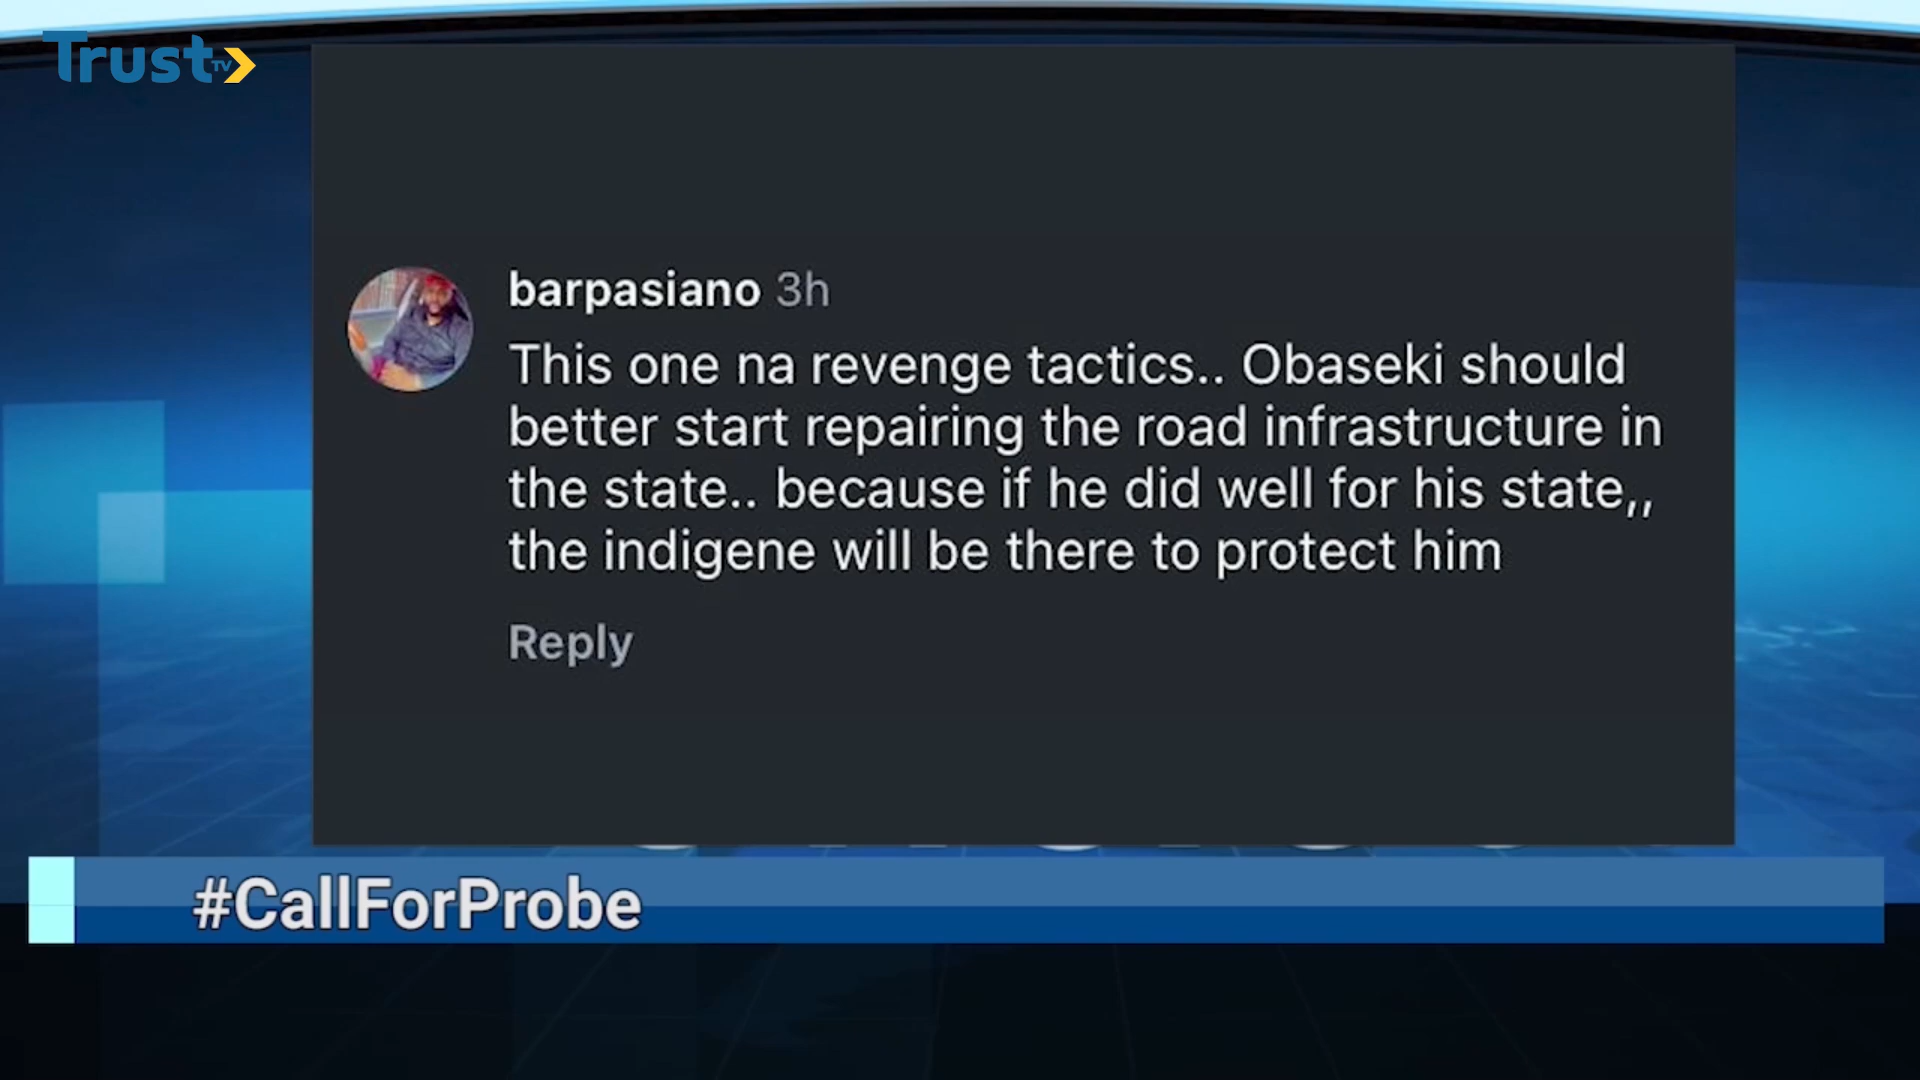 Trust TV
barpasiano 3h
This one na revenge tactics.. Obaseki should
better start repairing the road infrastructure in
the state.. because if he did well for his state,,
the indigene will be there to protect him
Reply
#CallForProbe